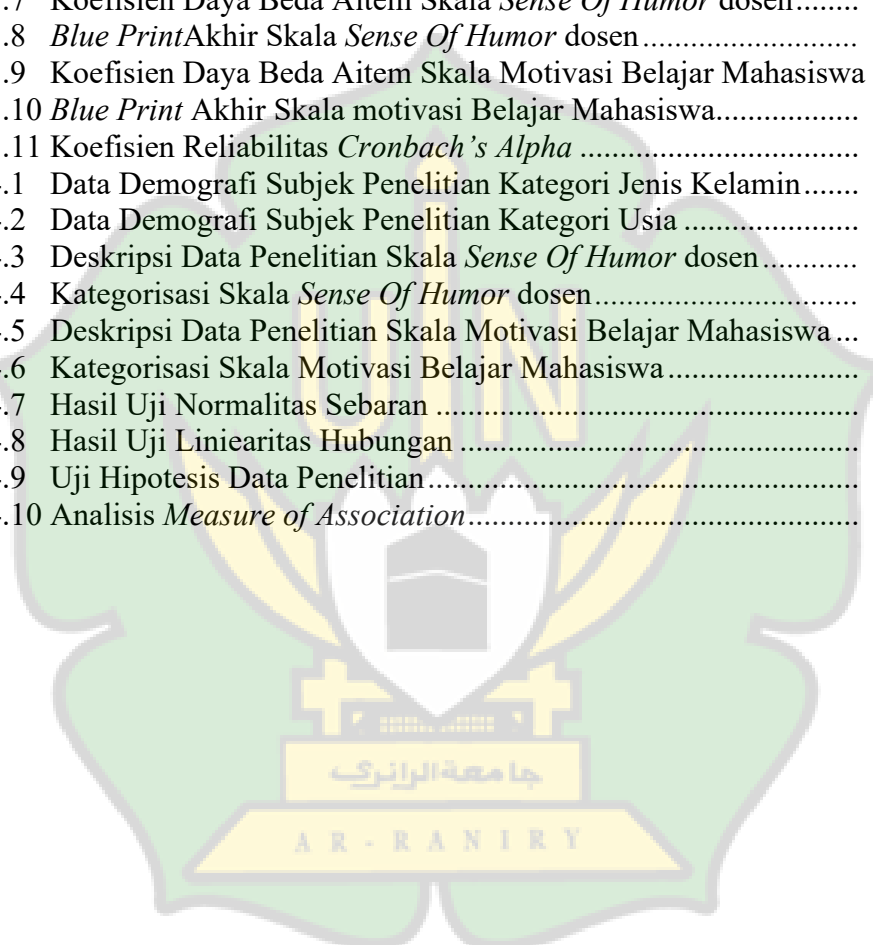 .7 Koefisien Daya Beda Aitem Skala Sense Of Humor dosen........
.8 Blue PrintAkhir Skala Sense Of Humor dosen...........................
.9 Koefisien Daya Beda Aitem Skala Motivasi Belajar Mahasiswa
.10 Blue Print Akhir Skala motivasi Belajar Mahasiswa..................
.11 Koefisien Reliabilitas Cronbach's Alpha ...................................
.1 Data Demografi Subjek Penelitian Kategori Jenis Kelamin.......
.2 Data Demografi Subjek Penelitian Kategori Usia ......................
.3 Deskripsi Data Penelitian Skala Sense Of Humor dosen............
.4 Kategorisasi Skala Sense Of Humor dosen.................................
.5 Deskripsi Data Penelitian Skala Motivasi Belajar Mahasiswa ...
.6 Kategorisasi Skala Motivasi Belajar Mahasiswa........................
.7 Hasil Uji Normalitas Sebaran .....................................................
.8 Hasil Uji Liniearitas Hubungan ..................................................
.9 Uji Hipotesis Data Penelitian......................................................
.10 Analisis Measure of Association.................................................
UIN
جامعة الرانري
AR-RANIRY